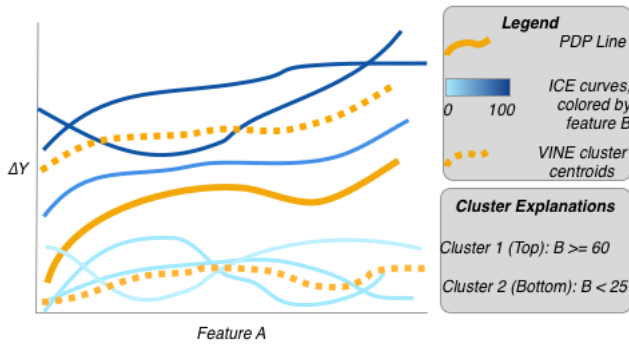 ΔY
Feature A
Legend
PDP Line
0 100
ICE curves,
colored by
feature B
VINE cluster
centroids
Cluster Explanations
Cluster 1 (Top): B >= 60
Cluster 2 (Bottom): B < 25